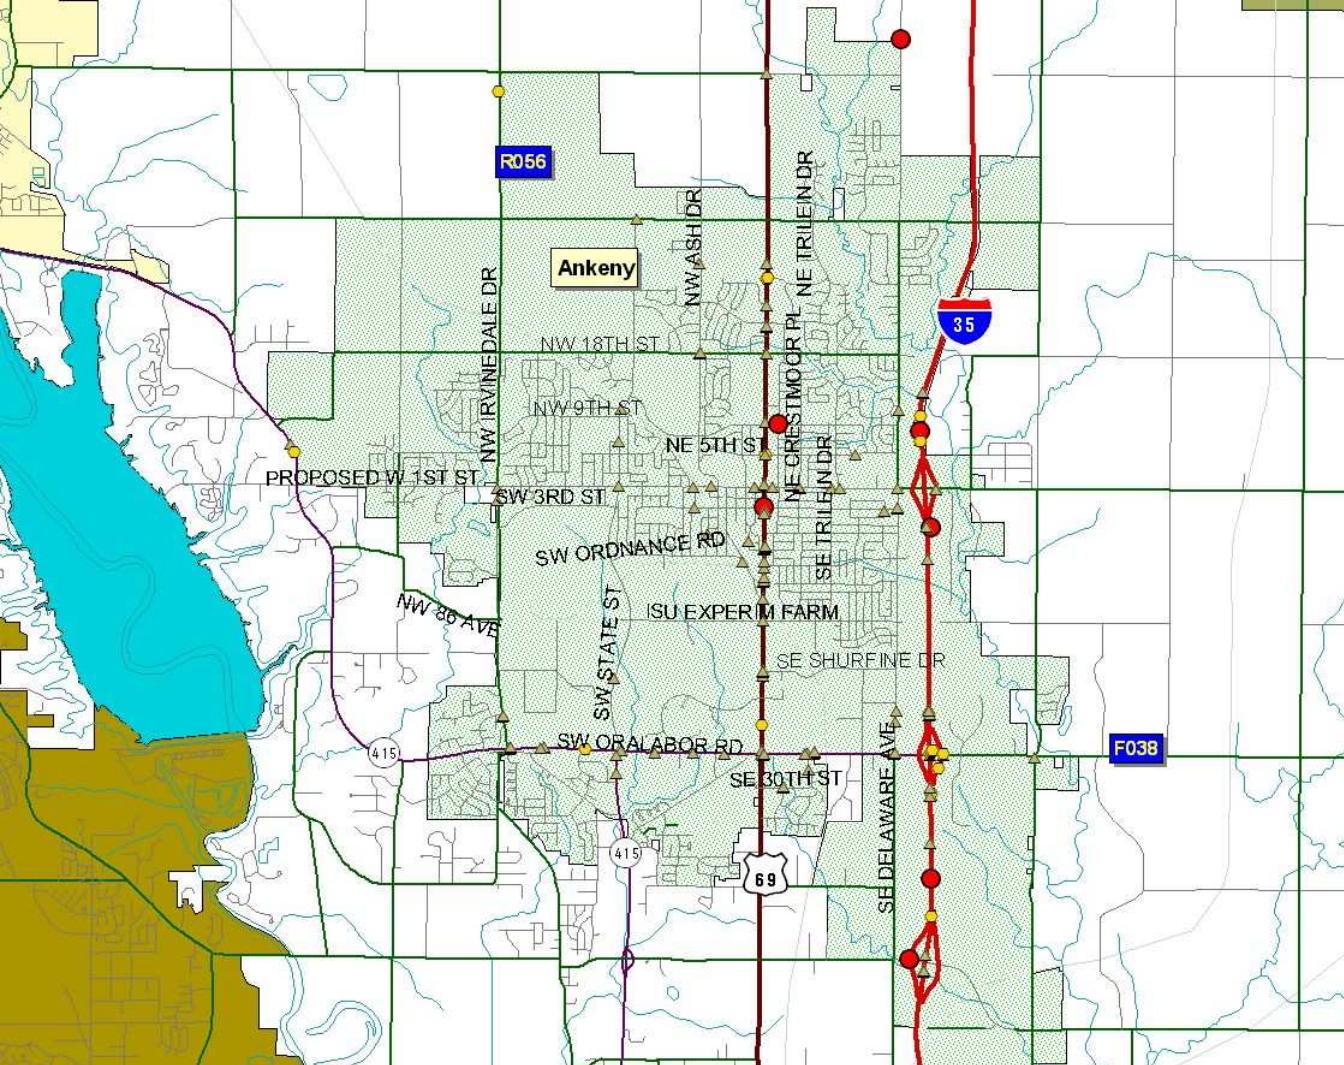 R056
NW ASH DR
NE TRILEIN DR
Ankeny
NW IRVINEDALE DR
35
NE CRESTMOOR PL
NW 18TH ST
NW 9TH ST
NE 5TH ST
PROPOSED W 1ST ST
SW 3RD ST
SE TRILEIN DR
SW ORDNANCE RD
NW 86 AVE
SW STATE ST
ISU EXPERIM FARM
SE SHURFINE DR
SE DELAWARE AVE
415
SW ORALABOR RD
F038
SE 30TH ST
415
69